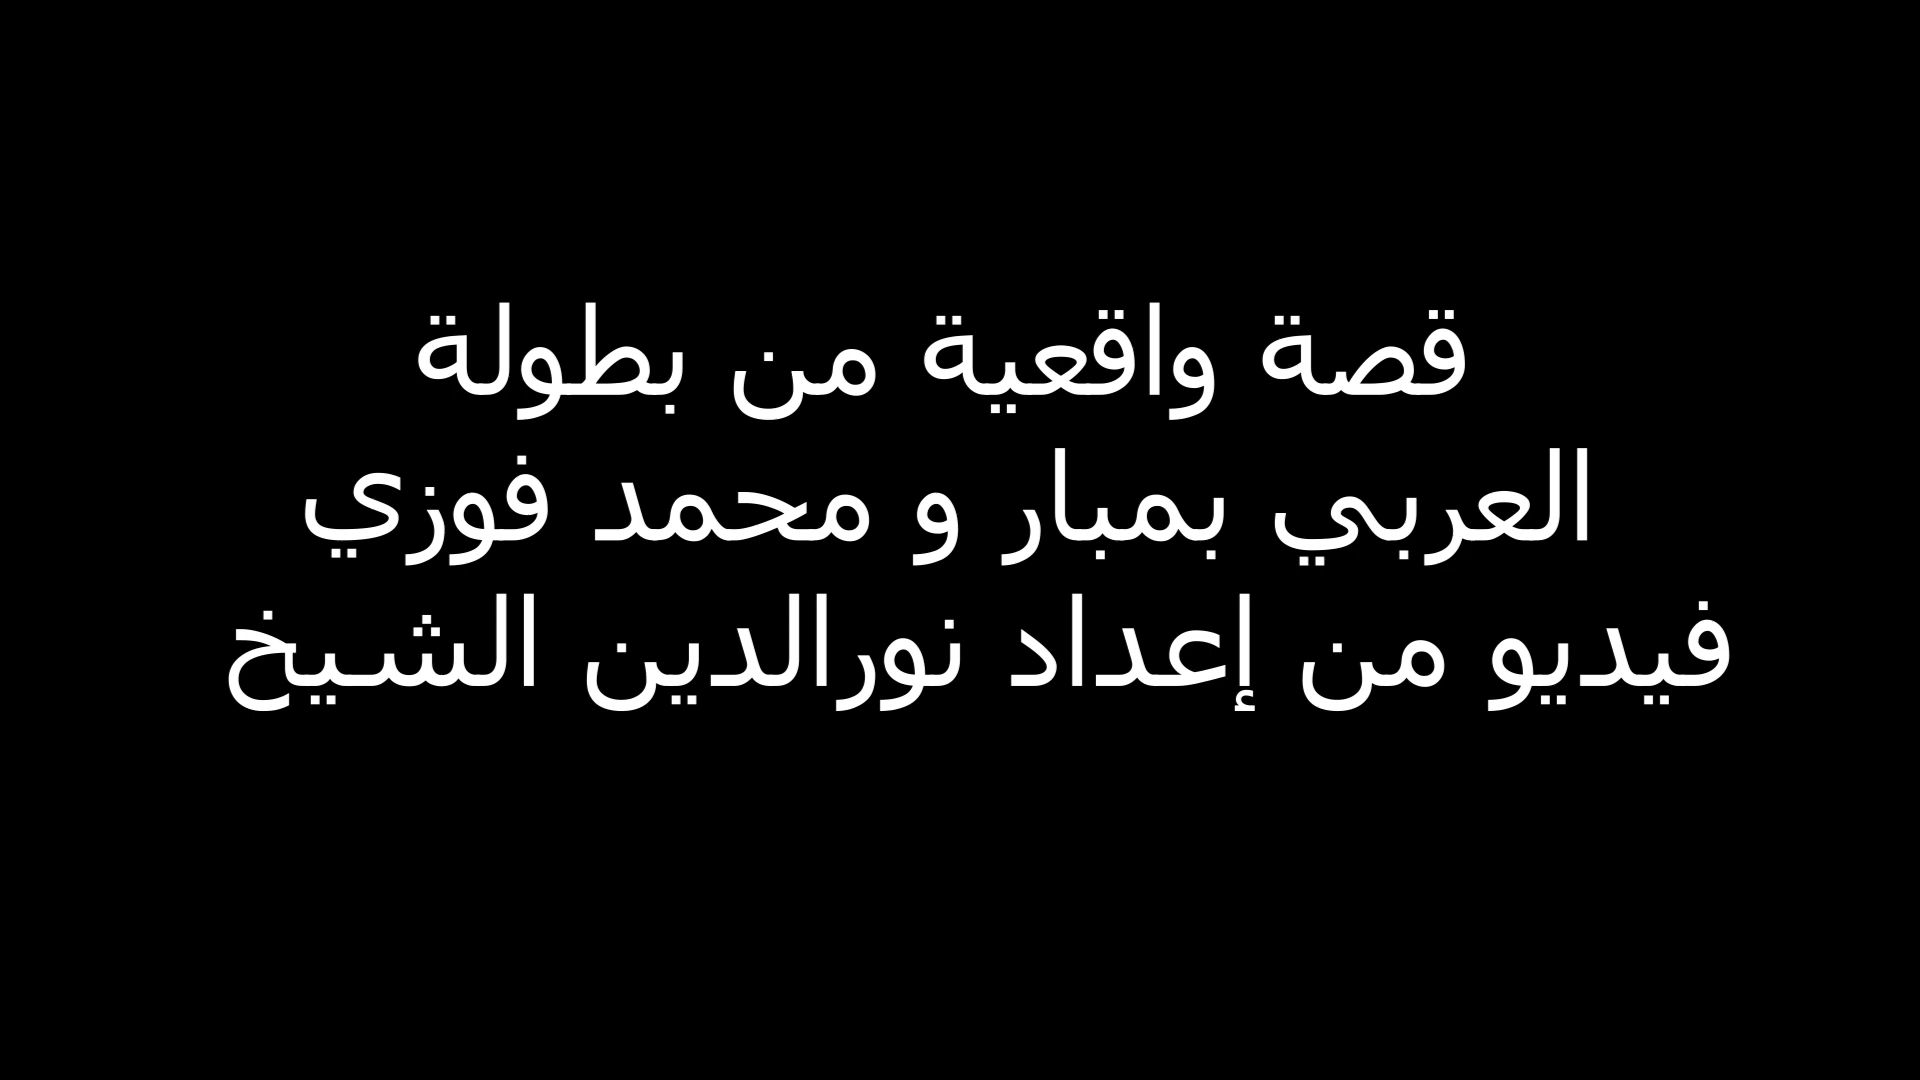 قصة واقعية من بطولة
العربي بمبار و محمد فوزي
فيديو من إعداد نورالدين الشيخ